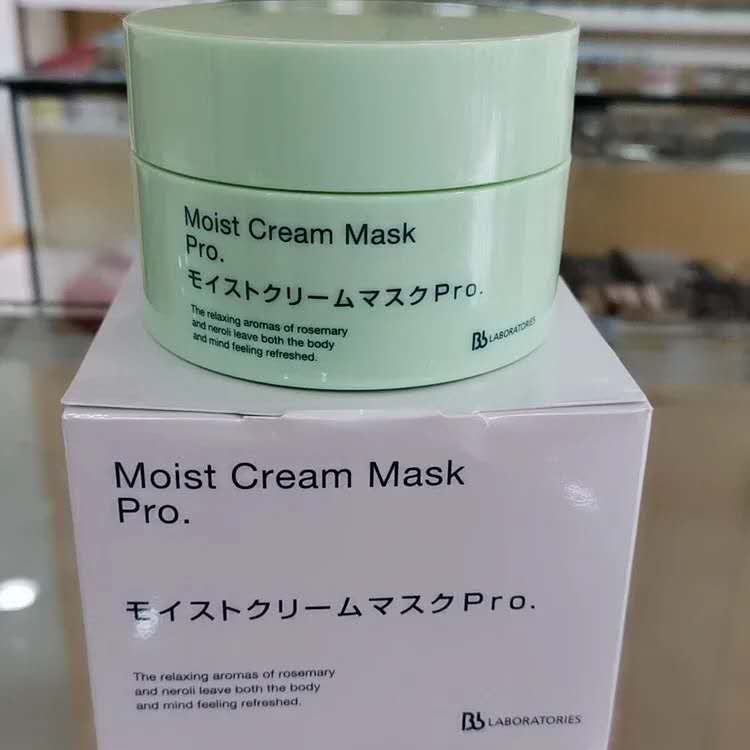 Moist Cream Mask
Pro.
モイストクリームマスクPro.
The relaxing aromas of rosemary
and neroli leave both the body
and mind feeling refreshed.
Bb LABORATORIES
Moist Cream Mask
Pro.
モイストクリームマスクPro.
The relaxing aromas of rosemary
and neroli leave both the body
and mind feeling refreshed.
Bb LABORATORIES